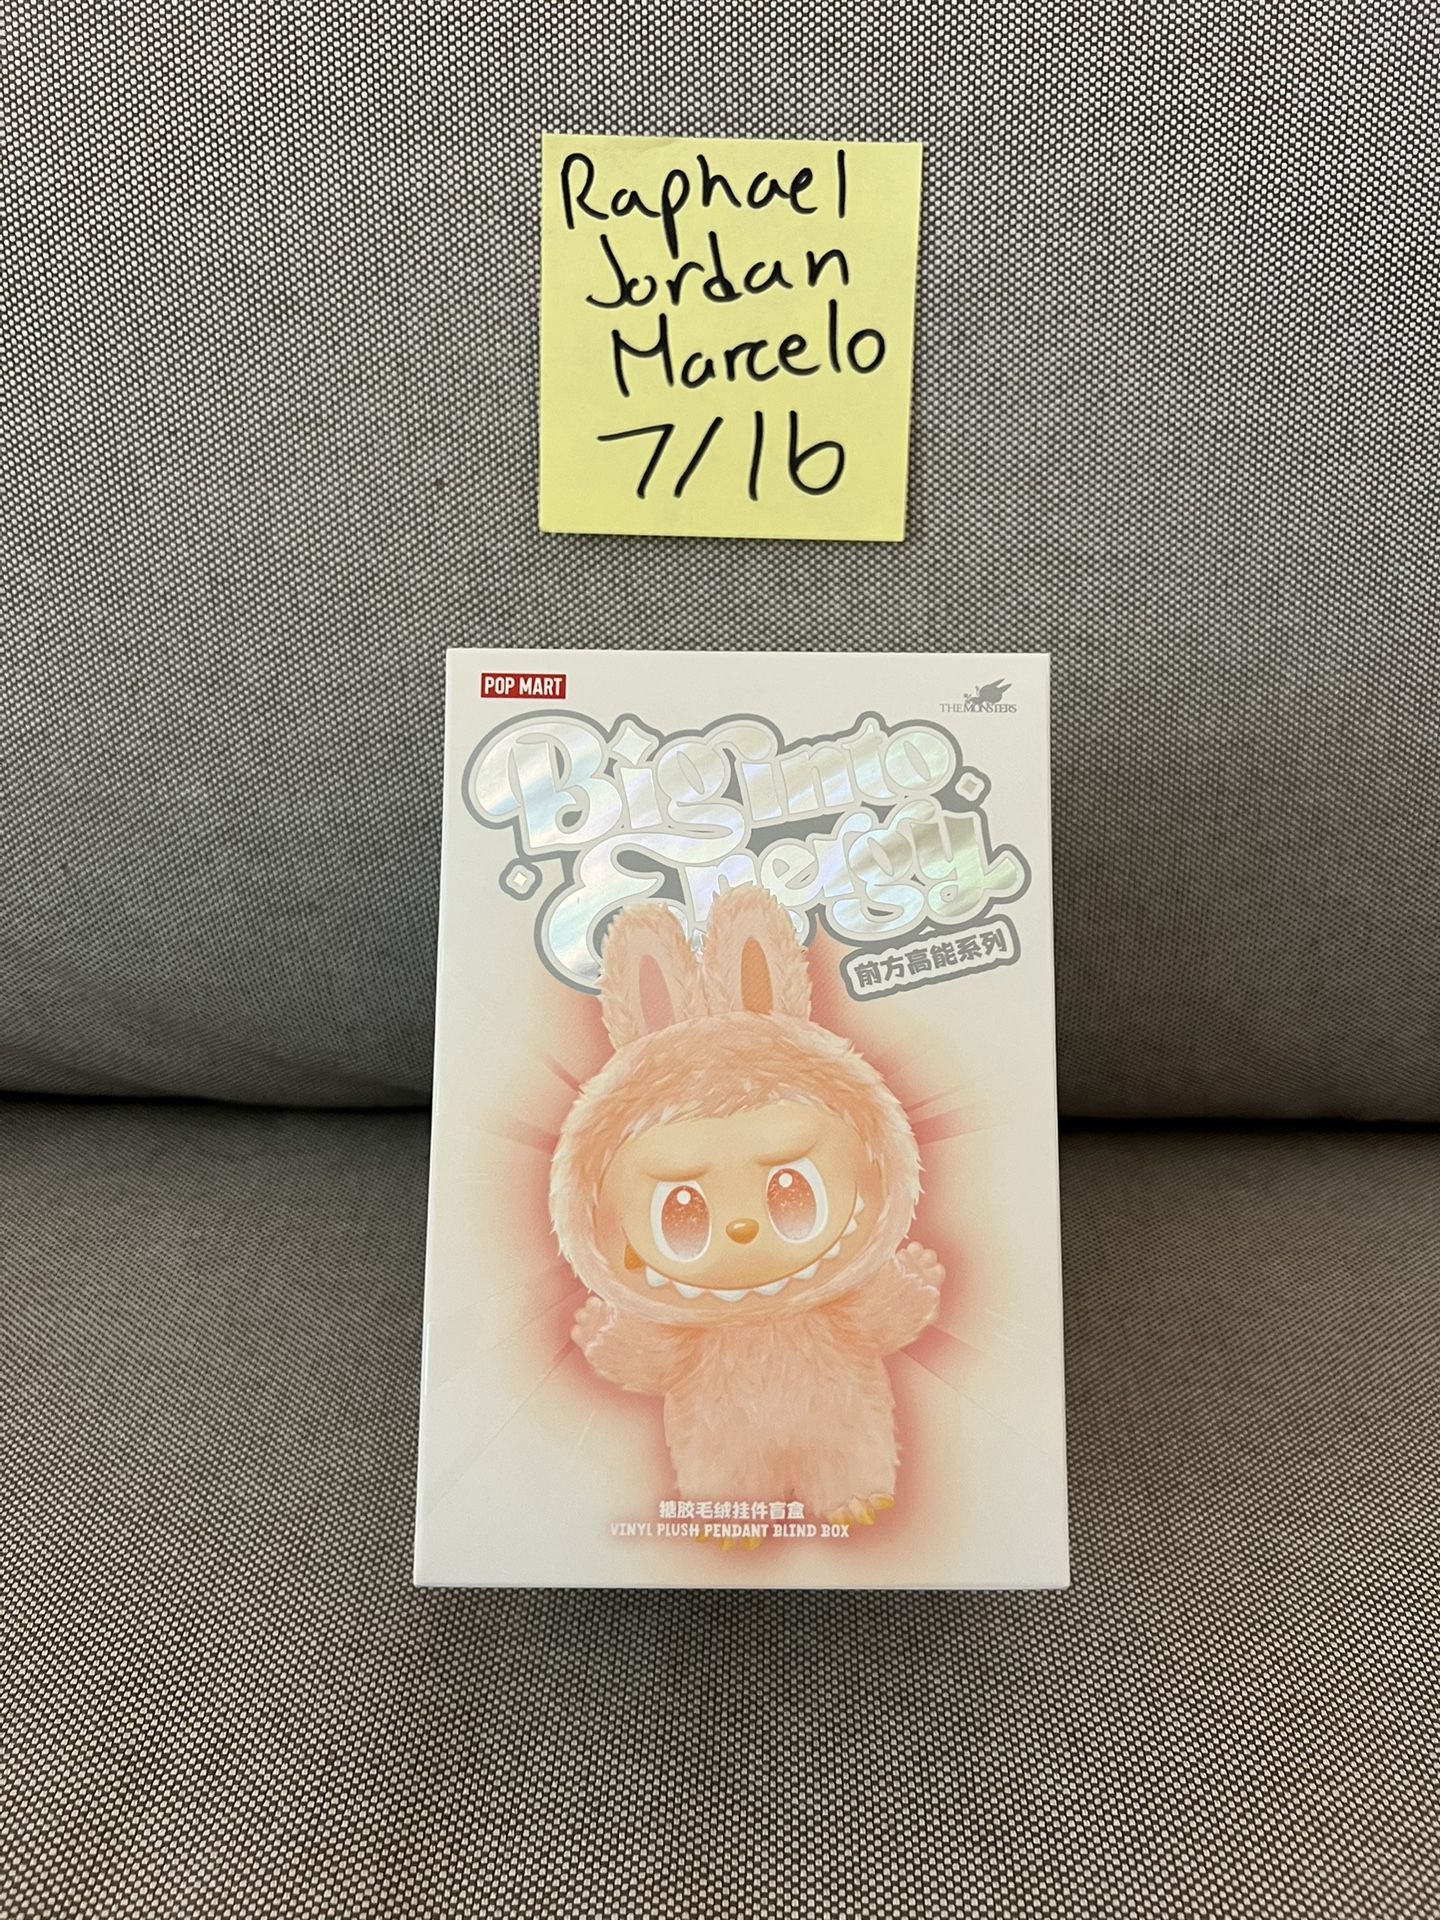 Raphael
Jordan
Marcelo
7/16
POP MART
THE MONSTERS
Big into
Energy
前方高能系列
搪胶毛绒挂件盲盒
VINYL PLUSH PENDANT BLIND BOX